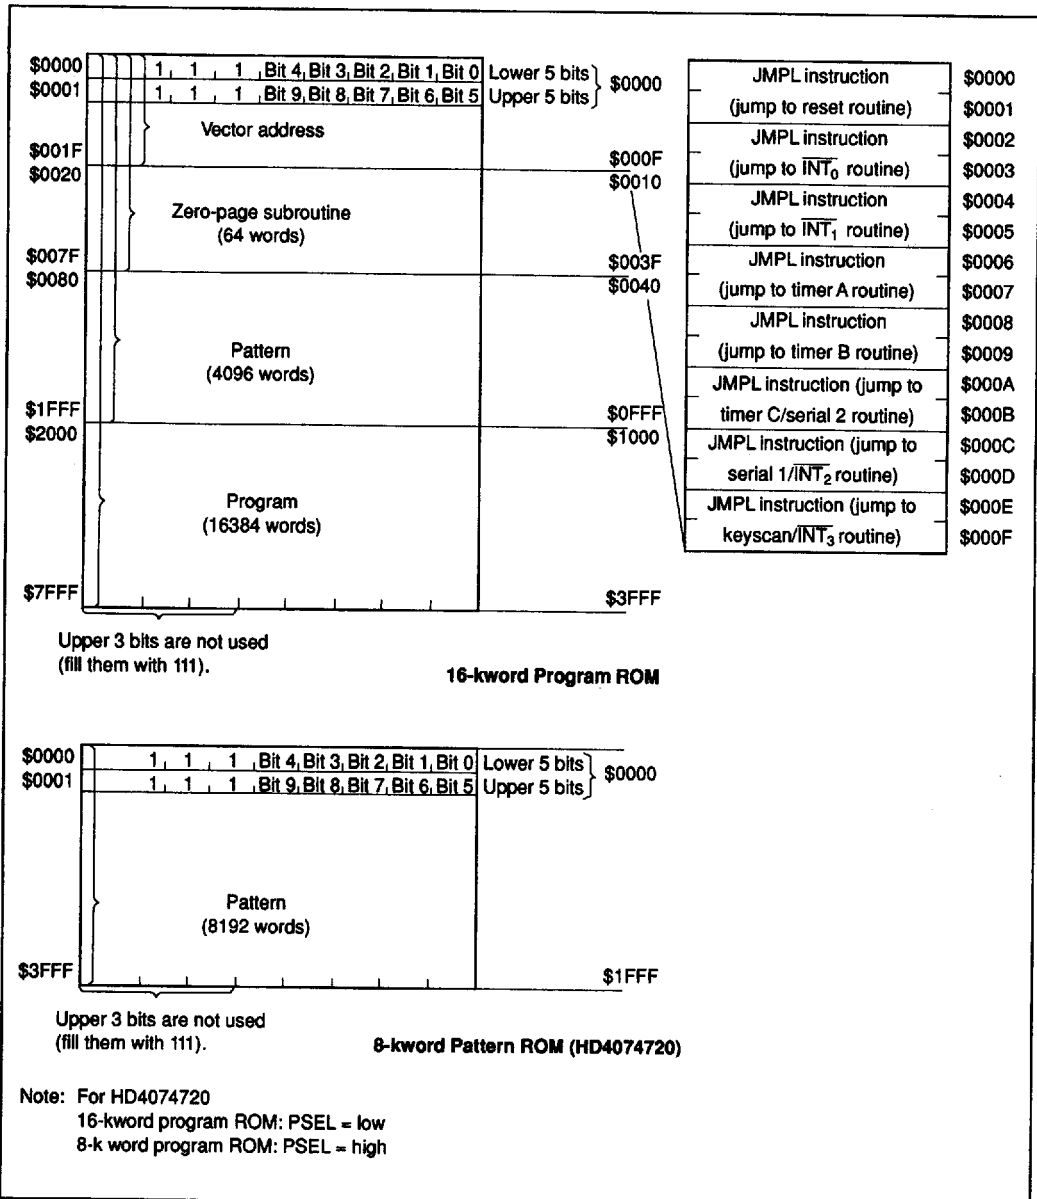 $0000 1 1 1 Bit 4 Bit 3 Bit 2 Bit 1 Bit 0 Lower 5 bits
$0001 1 1 1 Bit 9 Bit 8 Bit 7 Bit 6 Bit 5 Upper 5 bits
$0000
Vector address
$001F $000F
$0020 $0010
Zero-page subroutine
(64 words)
$007F $003F
$0080 $0040
Pattern
(4096 words)
$1FFF $0FFF
$2000 $1000
Program
(16384 words)
$7FFF $3FFF
Upper 3 bits are not used
(fill them with 111).
16-kword Program ROM
JMPL instruction $0000
(jump to reset routine) $0001
JMPL instruction $0002
(jump to INT0 routine) $0003
JMPL instruction $0004
(jump to INT1 routine) $0005
JMPL instruction $0006
(jump to timer A routine) $0007
JMPL instruction $0008
(jump to timer B routine) $0009
JMPL instruction (jump to $000A
timer C/serial 2 routine) $000B
JMPL instruction (jump to $000C
serial 1/INT2 routine) $000D
JMPL instruction (jump to $000E
keyscan/INT3 routine) $000F
$0000 1 1 1 Bit 4 Bit 3 Bit 2 Bit 1 Bit 0 Lower 5 bits
$0001 1 1 1 Bit 9 Bit 8 Bit 7 Bit 6 Bit 5 Upper 5 bits
$0000
Pattern
(8192 words)
$3FFF $1FFF
Upper 3 bits are not used
(fill them with 111).
8-kword Pattern ROM (HD4074720)
Note: For HD4074720
16-kword program ROM: PSEL = low
8-k word program ROM: PSEL = high